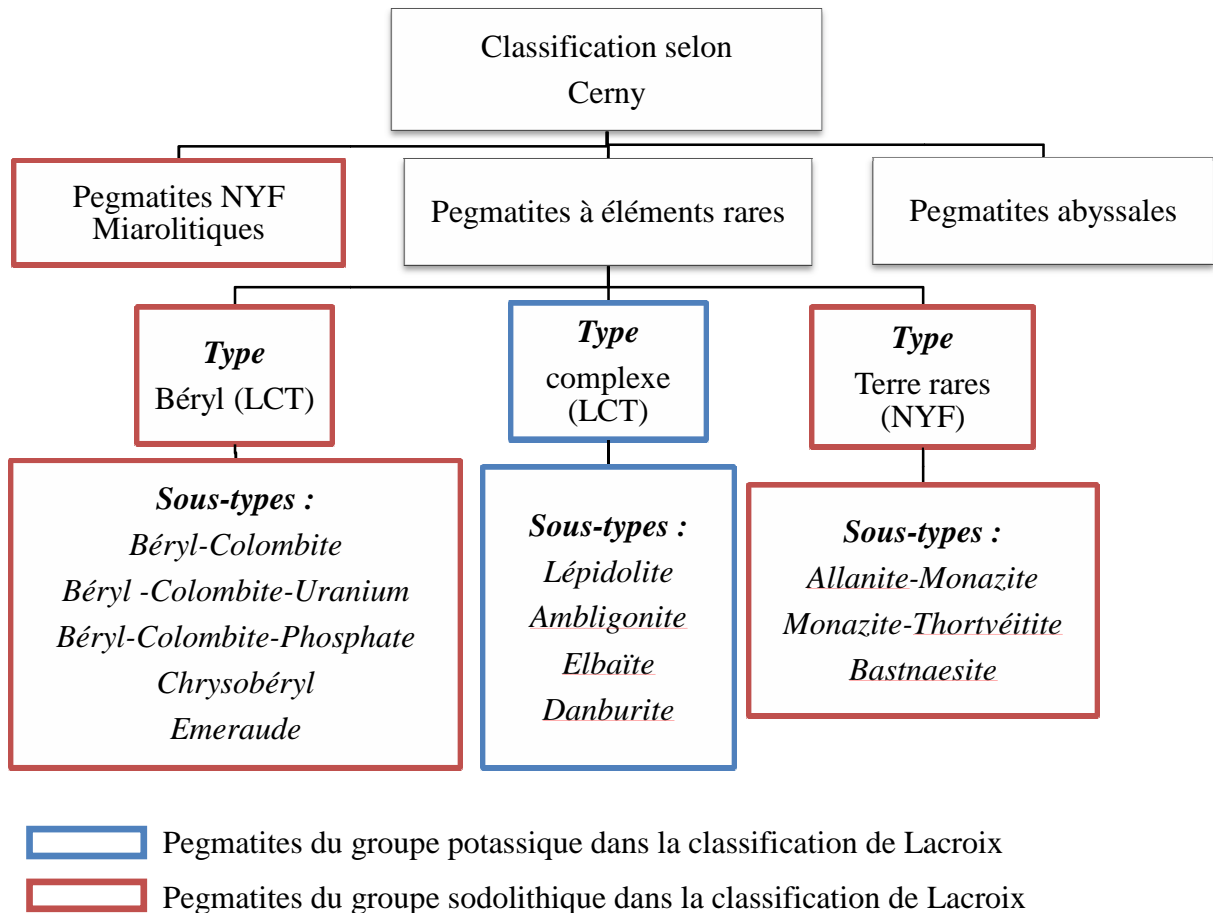 Classification selon
Cerny
Pegmatites NYF
Miarolitiques
Pegmatites à éléments rares
Pegmatites abyssales
Type
Béryl (LCT)
Type
complexe
(LCT)
Type
Terre rares
(NYF)
Sous-types :
Béryl-Colombite
Béryl -Colombite-Uranium
Béryl-Colombite-Phosphate
Chrysobéryl
Emeraude
Sous-types :
Lépidolite
Ambligonite
Elbaïte
Danburite
Sous-types :
Allanite-Monazite
Monazite-Thortvéitite
Bastnaesite
Pegmatites du groupe potassique dans la classification de Lacroix
Pegmatites du groupe sodolithique dans la classification de Lacroix